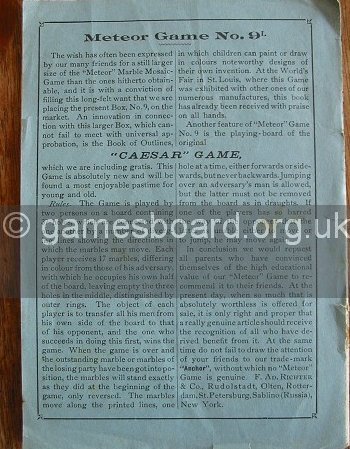 Meteor Game No. 9L.
The wish has often been expressed
by our many friends for a still larger
size of the "Meteor" Marble Mosaic-
Game than the ones hitherto obtain-
able, and it is with a conviction of
filling this long-felt want that we are
placing the present Box, No. 9, on the
market. An innovation in connec-
tion with this larger Box, which can-
not fail to meet with universal ap-
probation, is the Book of Outlines,
in which children can paint or draw
in colours noteworthy designs of
their own invention. At the World's
Fair in St. Louis, where this Game
was exhibited with other ones of our
numerous manufactures, this book
has already been received with praise
on all hands.
Another feature of "Meteor" Game
No. 9 is the playing-board of the
original
"CAESAR" GAME,
which we are including gratis. This
Game is absolutely new and will be
found a most enjoyable pastime for
young and old.
Rules. The Game is played by
two persons on a board containing
lines showing the directions in
which the marbles may move. Each
player receives 17 marbles, differing
in colour from those of his adversary,
with which he occupies his own half
of the board, leaving empty the three
holes in the middle, distinguished by
outer rings. The object of each
player is to transfer all his men from
his own side of the board to that
of his opponent, and the one who
succeeds in doing this first, wins the
game. When the game is over and
the outstanding marble or marbles of
the losing party have been got into po-
sition, the marbles will stand exactly
as they did at the beginning of the
game, only reversed. The marbles
move along the printed lines, one
hole at a time, either forwards or side-
wards, but never backwards. Jumping
over an adversary's man is allowed,
but the latter must not be removed
from the board as in draughts. If
one of the players has so barred
to jump, he may move again.
In conclusion we would request
all parents who have convinced
themselves of the high educational
value of our "Meteor" Game to re-
commend it to their friends. At the
present day, when so much that is
absolutely worthless is offered for
sale, it is only right and proper that
a really genuine article should receive
the recognition of all who have de-
rived benefit from it. At the same
time do not fail to draw the attention
of your friends to our trade-mark
"Anchor", without which no "Meteor"
Game is genuine. F. AD. RICHTER
& Co., Rudolstadt, Olten, Rotter-
dam, St. Petersburg, Sablino (Russia),
New York.
© gamesboard.org.uk